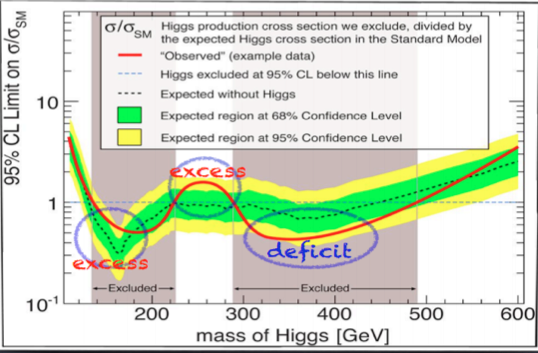 σ/σSM Higgs production cross section we exclude, divided by
the expected Higgs cross section in the Standard Model
"Observed" (example data)
Higgs excluded at 95% CL below this line
Expected without Higgs
Expected region at 68% Confidence Level
Expected region at 95% Confidence Level
95% CL Limit on σ/σSM
10
1
10⁻¹
excess
excess
deficit
Excluded
Excluded
200
300
400
500
600
mass of Higgs [GeV]